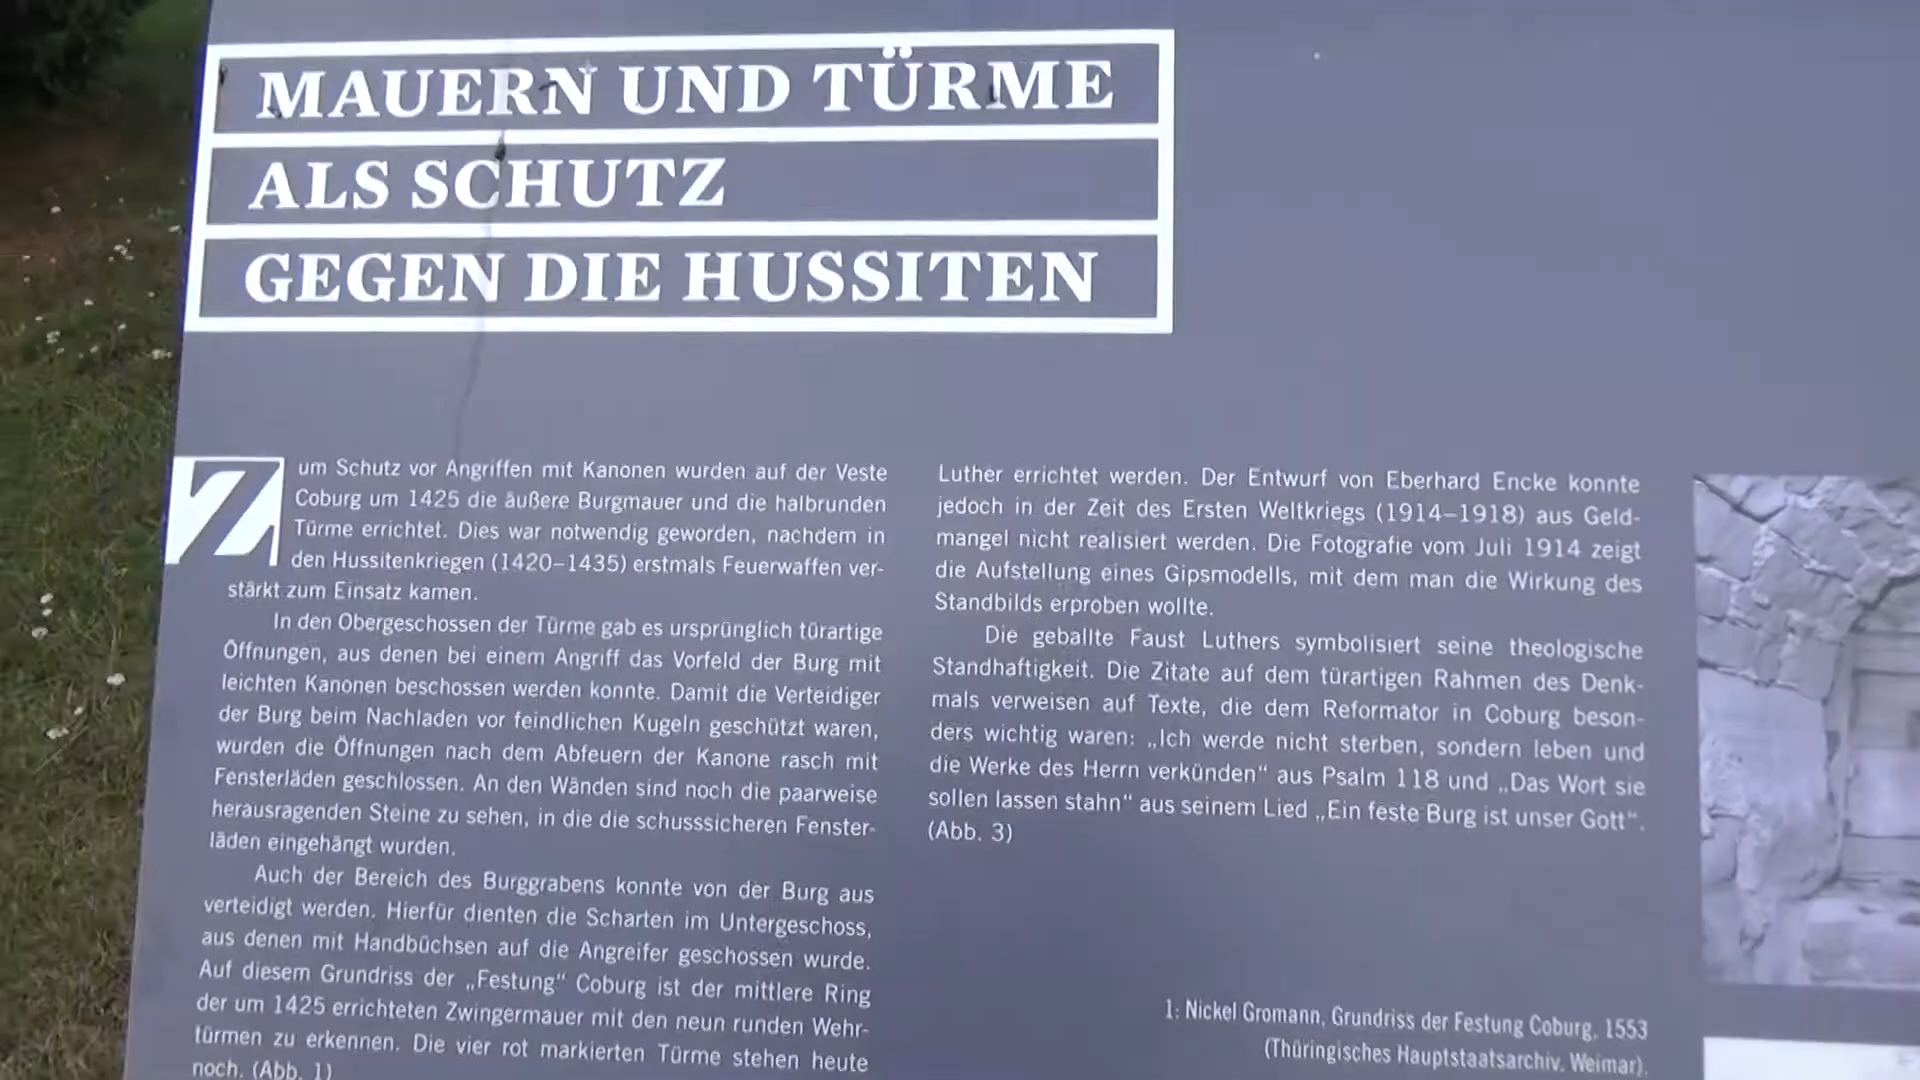 MAUERN UND TÜRME
ALS SCHUTZ
GEGEN DIE HUSSITEN
Zum Schutz vor Angriffen mit Kanonen wurden auf der Veste
Coburg um 1425 die äußere Burgmauer und die halbrunden
Türme errichtet. Dies war notwendig geworden, nachdem in
den Hussitenkriegen (1420–1435) erstmals Feuerwaffen ver-
stärkt zum Einsatz kamen.
In den Obergeschossen der Türme gab es ursprünglich türartige
Öffnungen, aus denen bei einem Angriff das Vorfeld der Burg mit
leichten Kanonen beschossen werden konnte. Damit die Verteidiger
der Burg beim Nachladen vor feindlichen Kugeln geschützt waren,
wurden die Öffnungen nach dem Abfeuern der Kanone rasch mit
Fensterläden geschlossen. An den Wänden sind noch die paarweise
herausragenden Steine zu sehen, in die die schusssicheren Fenster-
läden eingehängt wurden.
Auch der Bereich des Burggrabens konnte von der Burg aus
verteidigt werden. Hierfür dienten die Scharten im Untergeschoss,
aus denen mit Handbüchsen auf die Angreifer geschossen wurde.
Auf diesem Grundriss der „Festung“ Coburg ist der mittlere Ring
der um 1425 errichteten Zwingermauer mit den neun runden Wehr-
türmen zu erkennen. Die vier rot markierten Türme stehen heute
noch. (Abb. 1)
Luther errichtet werden. Der Entwurf von Eberhard Encke konnte
jedoch in der Zeit des Ersten Weltkriegs (1914–1918) aus Geld-
mangel nicht realisiert werden. Die Fotografie vom Juli 1914 zeigt
die Aufstellung eines Gipsmodells, mit dem man die Wirkung des
Standbilds erproben wollte.
Die geballte Faust Luthers symbolisiert seine theologische
Standhaftigkeit. Die Zitate auf dem türartigen Rahmen des Denk-
mals verweisen auf Texte, die dem Reformator in Coburg beson-
ders wichtig waren: „Ich werde nicht sterben, sondern leben und
die Werke des Herrn verkünden“ aus Psalm 118 und „Das Wort sie
sollen lassen stahn“ aus seinem Lied „Ein feste Burg ist unser Gott“.
(Abb. 3)
1: Nickel Gromann, Grundriss der Festung Coburg, 1553
(Thüringisches Hauptstaatsarchiv, Weimar).